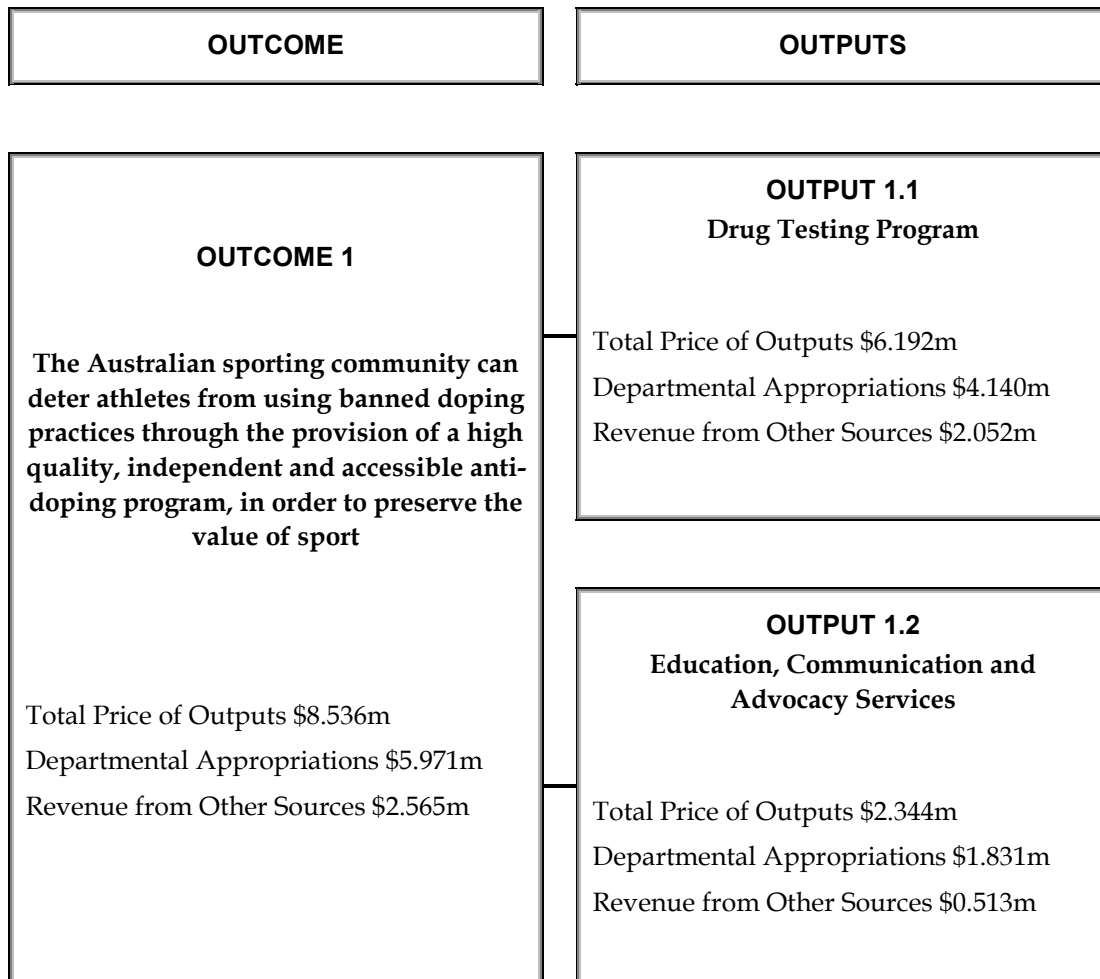 OUTCOME
OUTPUTS
OUTCOME 1
The Australian sporting community can
deter athletes from using banned doping
practices through the provision of a high
quality, independent and accessible anti-
doping program, in order to preserve the
value of sport
Total Price of Outputs $8.536m
Departmental Appropriations $5.971m
Revenue from Other Sources $2.565m
OUTPUT 1.1
Drug Testing Program
Total Price of Outputs $6.192m
Departmental Appropriations $4.140m
Revenue from Other Sources $2.052m
OUTPUT 1.2
Education, Communication and
Advocacy Services
Total Price of Outputs $2.344m
Departmental Appropriations $1.831m
Revenue from Other Sources $0.513m